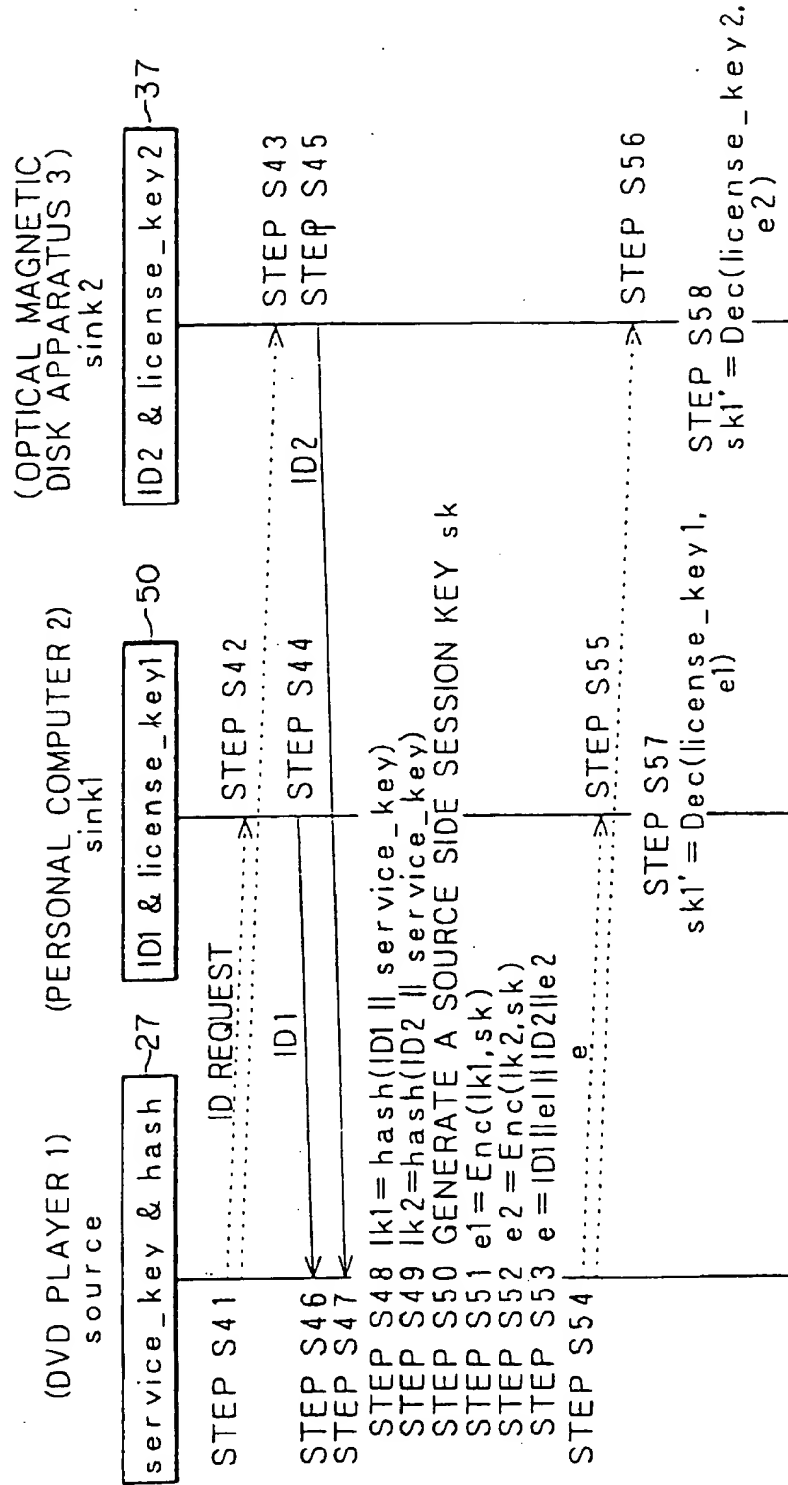 (DVD PLAYER 1)
source
service_key & hash ~27
(PERSONAL COMPUTER 2)
sink1
ID1 & license_key1 ~50
(OPTICAL MAGNETIC
DISK APPARATUS 3)
sink2
ID2 & license_key2 ~37
STEP S41
ID REQUEST
STEP S42
STEP S43
ID1
STEP S44
ID2
STEP S45
STEP S46
STEP S47
STEP S48 lk1=hash(ID1 || service_key)
STEP S49 lk2=hash(ID2 || service_key)
STEP S50 GENERATE A SOURCE SIDE SESSION KEY sk
STEP S51 e1=Enc(lk1,sk)
STEP S52 e2=Enc(lk2,sk)
STEP S53 e=ID1||e1||ID2||e2
STEP S54
e
STEP S55
STEP S56
STEP S57
sk1'=Dec(license_key1,
e1)
STEP S58
sk1'=Dec(license_key2,
e2)